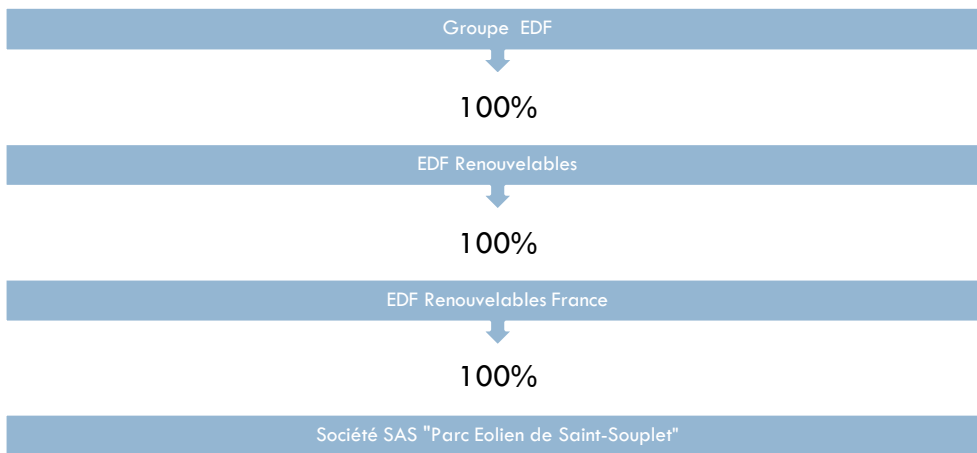 Groupe EDF
100%
EDF Renouvelables
100%
EDF Renouvelables France
100%
Société SAS "Parc Eolien de Saint-Souplet"